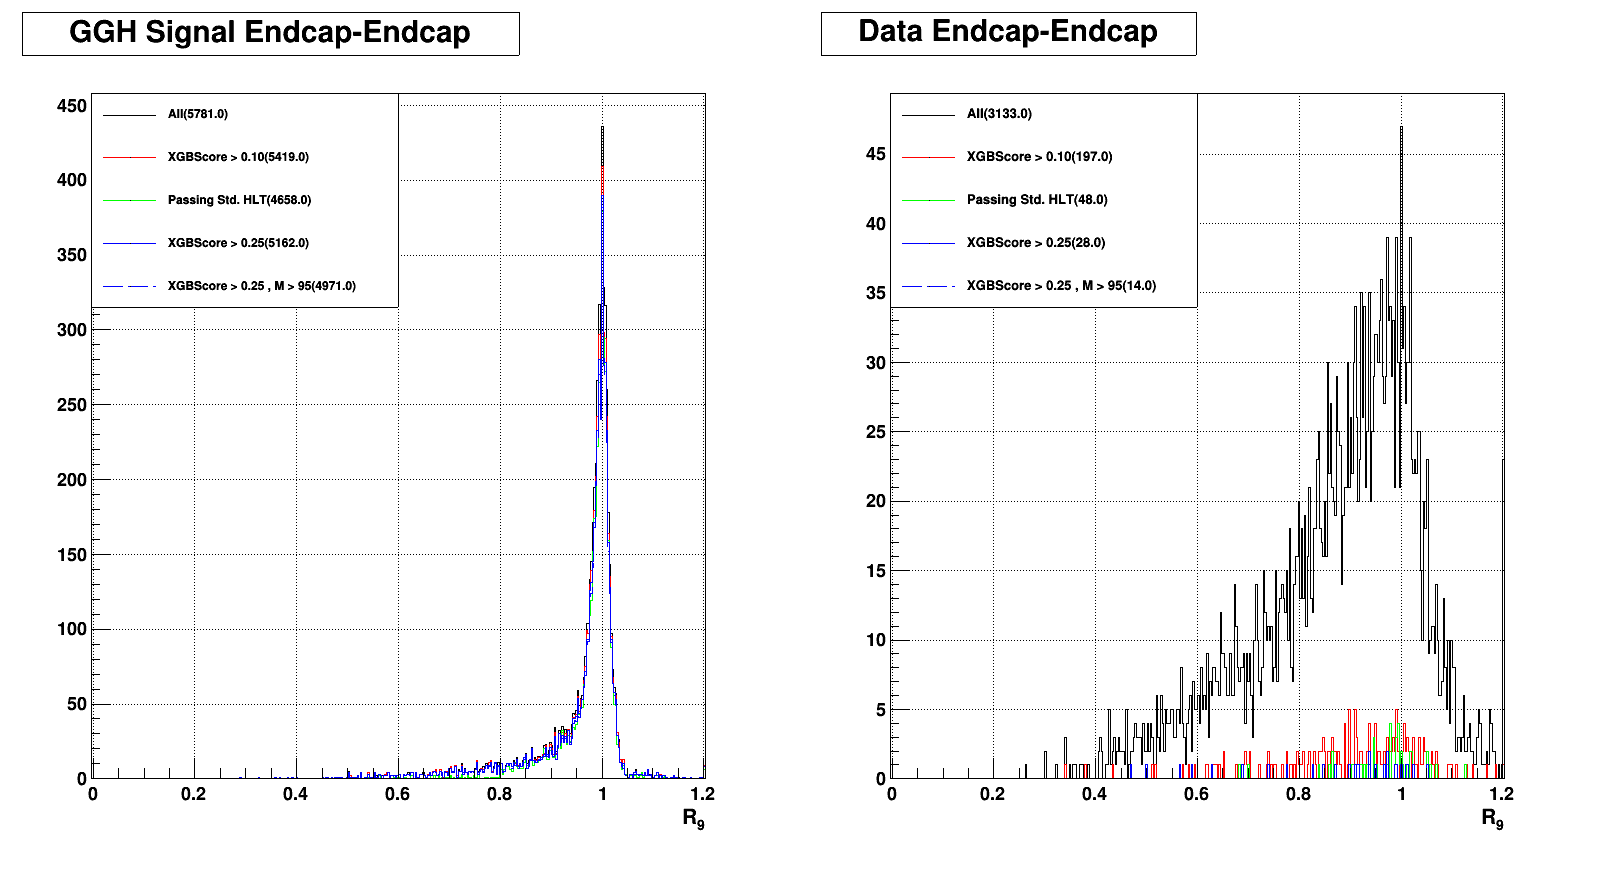 GGH Signal Endcap-Endcap
All(5781.0)
XGBScore > 0.10(5419.0)
Passing Std. HLT(4658.0)
XGBScore > 0.25(5162.0)
XGBScore > 0.25 , M > 95(4971.0)
450
400
350
300
250
200
150
100
50
0
0 0.2 0.4 0.6 0.8 1 1.2
R9
Data Endcap-Endcap
All(3133.0)
XGBScore > 0.10(197.0)
Passing Std. HLT(48.0)
XGBScore > 0.25(28.0)
XGBScore > 0.25 , M > 95(14.0)
45
40
35
30
25
20
15
10
5
0
0 0.2 0.4 0.6 0.8 1 1.2
R9